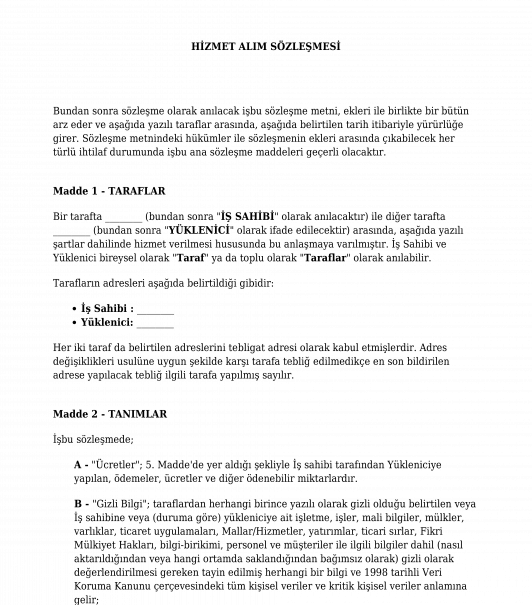 HİZMET ALIM SÖZLEŞMESİ
Bundan sonra sözleşme olarak anılacak işbu sözleşme metni, ekleri ile birlikte bir bütün
arz eder ve aşağıda yazılı taraflar arasında, aşağıda belirtilen tarih itibariyle yürürlüğe
girer. Sözleşme metnindeki hükümler ile sözleşmenin ekleri arasında çıkabilecek her
türlü ihtilaf durumunda işbu ana sözleşme maddeleri geçerli olacaktır.
Madde 1 - TARAFLAR
Bir tarafta _______ (bundan sonra "İŞ SAHİBİ" olarak anılacaktır) ile diğer tarafta
_______ (bundan sonra "YÜKLENİCİ" olarak ifade edilecektir) arasında, aşağıda yazılı
şartlar dahilinde hizmet verilmesi hususunda bu anlaşmaya varılmıştır. İş Sahibi ve
Yüklenici bireysel olarak "Taraf" ya da toplu olarak "Taraflar" olarak anılabilir.
Tarafların adresleri aşağıda belirtildiği gibidir:
• İş Sahibi : _______
• Yüklenici: _______
Her iki taraf da belirtilen adreslerini tebligat adresi olarak kabul etmişlerdir. Adres
değişiklikleri usulüne uygun şekilde karşı tarafa tebliğ edilmedikçe en son bildirilen
adrese yapılacak tebliğ ilgili tarafa yapılmış sayılır.
Madde 2 - TANIMLAR
İşbu sözleşmede;
A - "Ücretler"; 5. Madde'de yer aldığı şekliyle İş sahibi tarafından Yükleniciye
yapılan, ödemeler, ücretler ve diğer ödenebilir miktarlardır.
B - "Gizli Bilgi"; taraflardan herhangi birince yazılı olarak gizli olduğu belirtilen veya
İş sahibine veya (duruma göre) yükleniciye ait işletme, işler, mali bilgiler, mülkler,
varlıklar, ticaret uygulamaları, Mallar/Hizmetler, yatırımlar, ticari sırlar, Fikri
Mülkiyet Hakları, bilgi-birikimi, personel ve müşteriler ile ilgili bilgiler dahil (nasıl
aktarıldığından veya hangi ortamda saklandığından bağımsız olarak) gizli olarak
değerlendirilmesi gereken tayin edilmiş herhangi bir bilgi ve 1998 tarihli Veri
Koruma Kanunu çerçevesindeki tüm kişisel veriler ve kritik kişisel veriler anlamına
gelir;